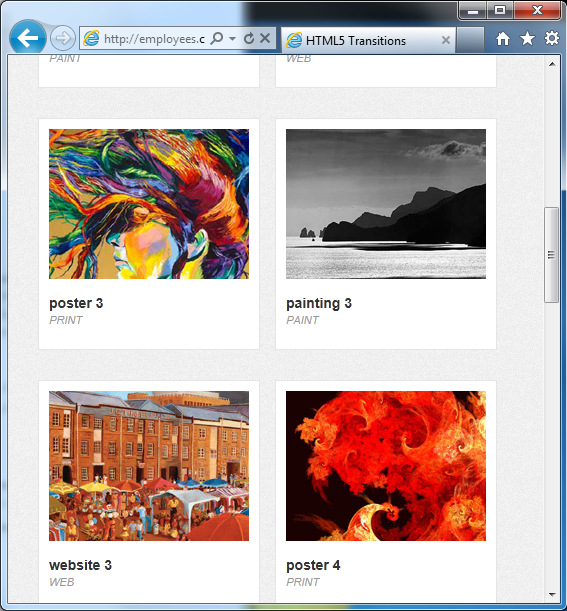 http://employees.c
HTML5 Transitions
PAINT
WEB
poster 3
PRINT
painting 3
PAINT
website 3
WEB
poster 4
PRINT